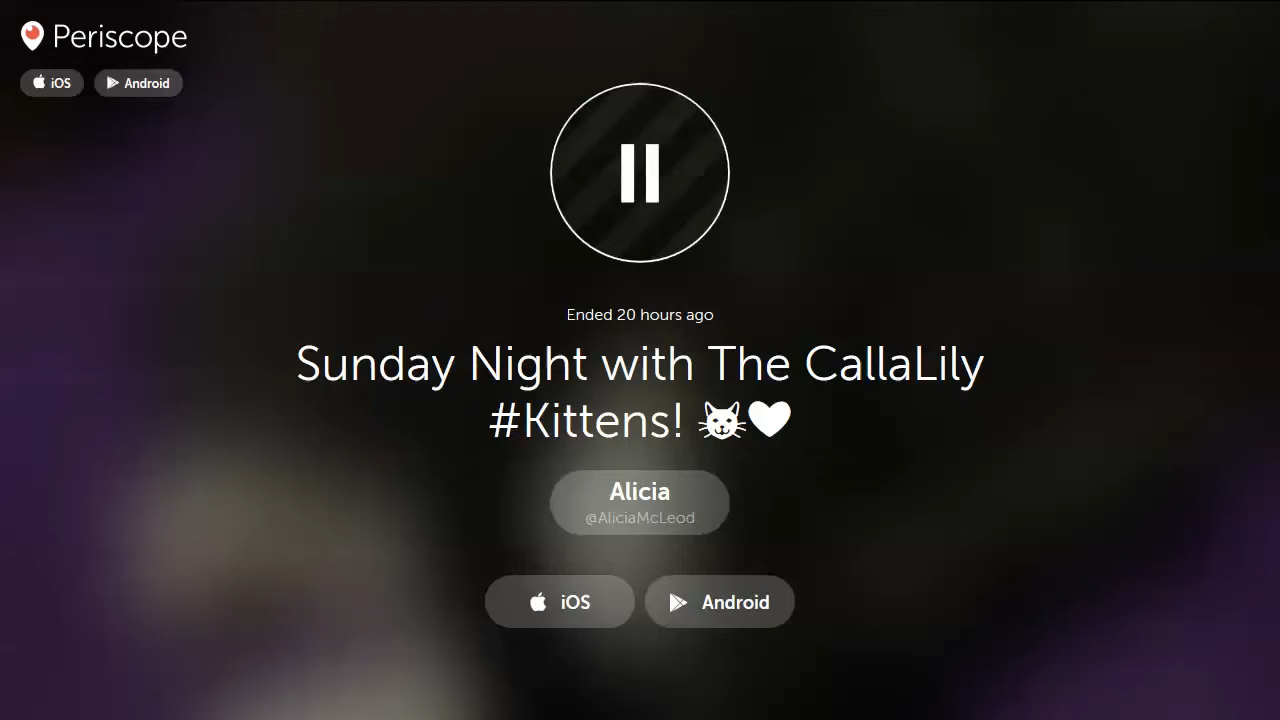 Periscope
iOS
Android
Ended 20 hours ago
Sunday Night with The CallaLily
#Kittens! 😺♥
Alicia
@AliciaMcLeod
iOS
Android